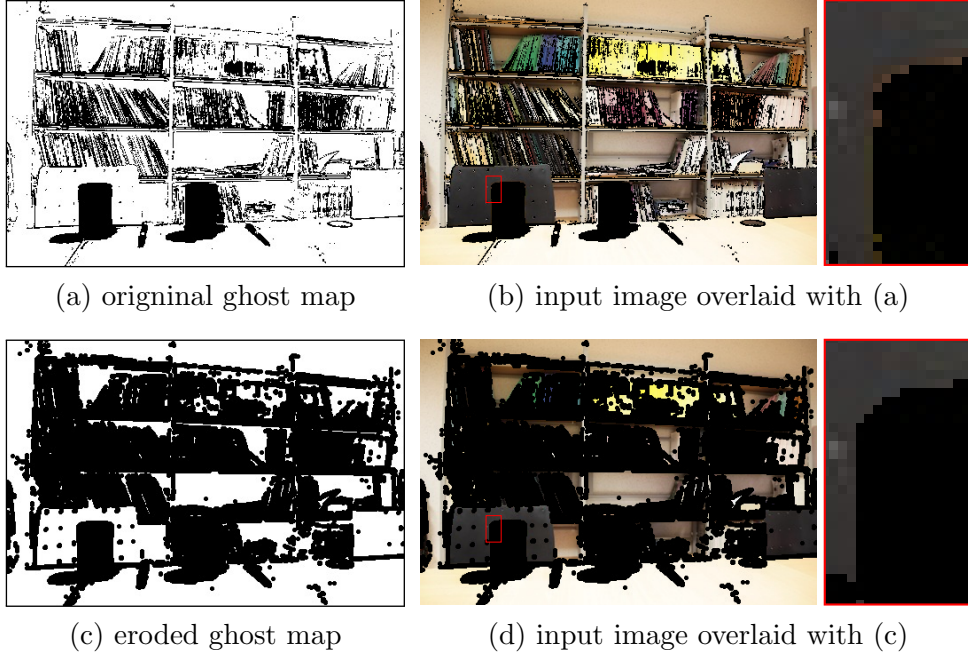 (a) origninal ghost map
(b) input image overlaid with (a)
(c) eroded ghost map
(d) input image overlaid with (c)